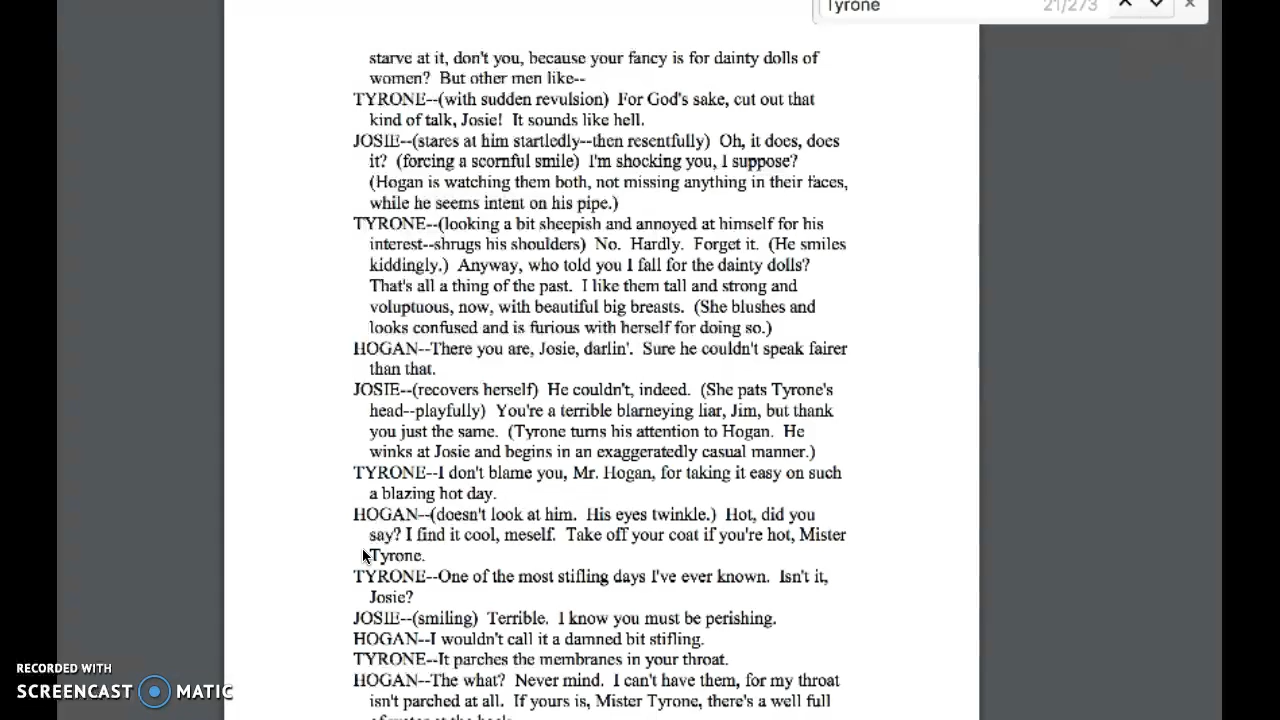 Tyrone 21/273
starve at it, don't you, because your fancy is for dainty dolls of
women?  But other men like--
TYRONE--(with sudden revulsion)  For God's sake, cut out that
kind of talk, Josie!  It sounds like hell.
JOSIE--(stares at him startledly--then resentfully)  Oh, it does, does
it?  (forcing a scornful smile)  I'm shocking you, I suppose?
(Hogan is watching them both, not missing anything in their faces,
while he seems intent on his pipe.)
TYRONE--(looking a bit sheepish and annoyed at himself for his
interest--shrugs his shoulders)  No.  Hardly.  Forget it.  (He smiles
kiddingly.)  Anyway, who told you I fall for the dainty dolls?
That's all a thing of the past.  I like them tall and strong and
voluptuous, now, with beautiful big breasts.  (She blushes and
looks confused and is furious with herself for doing so.)
HOGAN--There you are, Josie, darlin'.  Sure he couldn't speak fairer
than that.
JOSIE--(recovers herself)  He couldn't, indeed.  (She pats Tyrone's
head--playfully)  You're a terrible blarneying liar, Jim, but thank
you just the same.  (Tyrone turns his attention to Hogan.  He
winks at Josie and begins in an exaggeratedly casual manner.)
TYRONE--I don't blame you, Mr. Hogan, for taking it easy on such
a blazing hot day.
HOGAN--(doesn't look at him.  His eyes twinkle.)  Hot, did you
say? I find it cool, meself.  Take off your coat if you're hot, Mister
Tyrone.
TYRONE--One of the most stifling days I've ever known.  Isn't it,
Josie?
JOSIE--(smiling)  Terrible.  I know you must be perishing.
HOGAN--I wouldn't call it a damned bit stifling.
TYRONE--It parches the membranes in your throat.
HOGAN--The what?  Never mind.  I can't have them, for my throat
isn't parched at all.  If yours is, Mister Tyrone, there's a well full
of water at the back.
RECORDED WITH
SCREENCAST MATIC